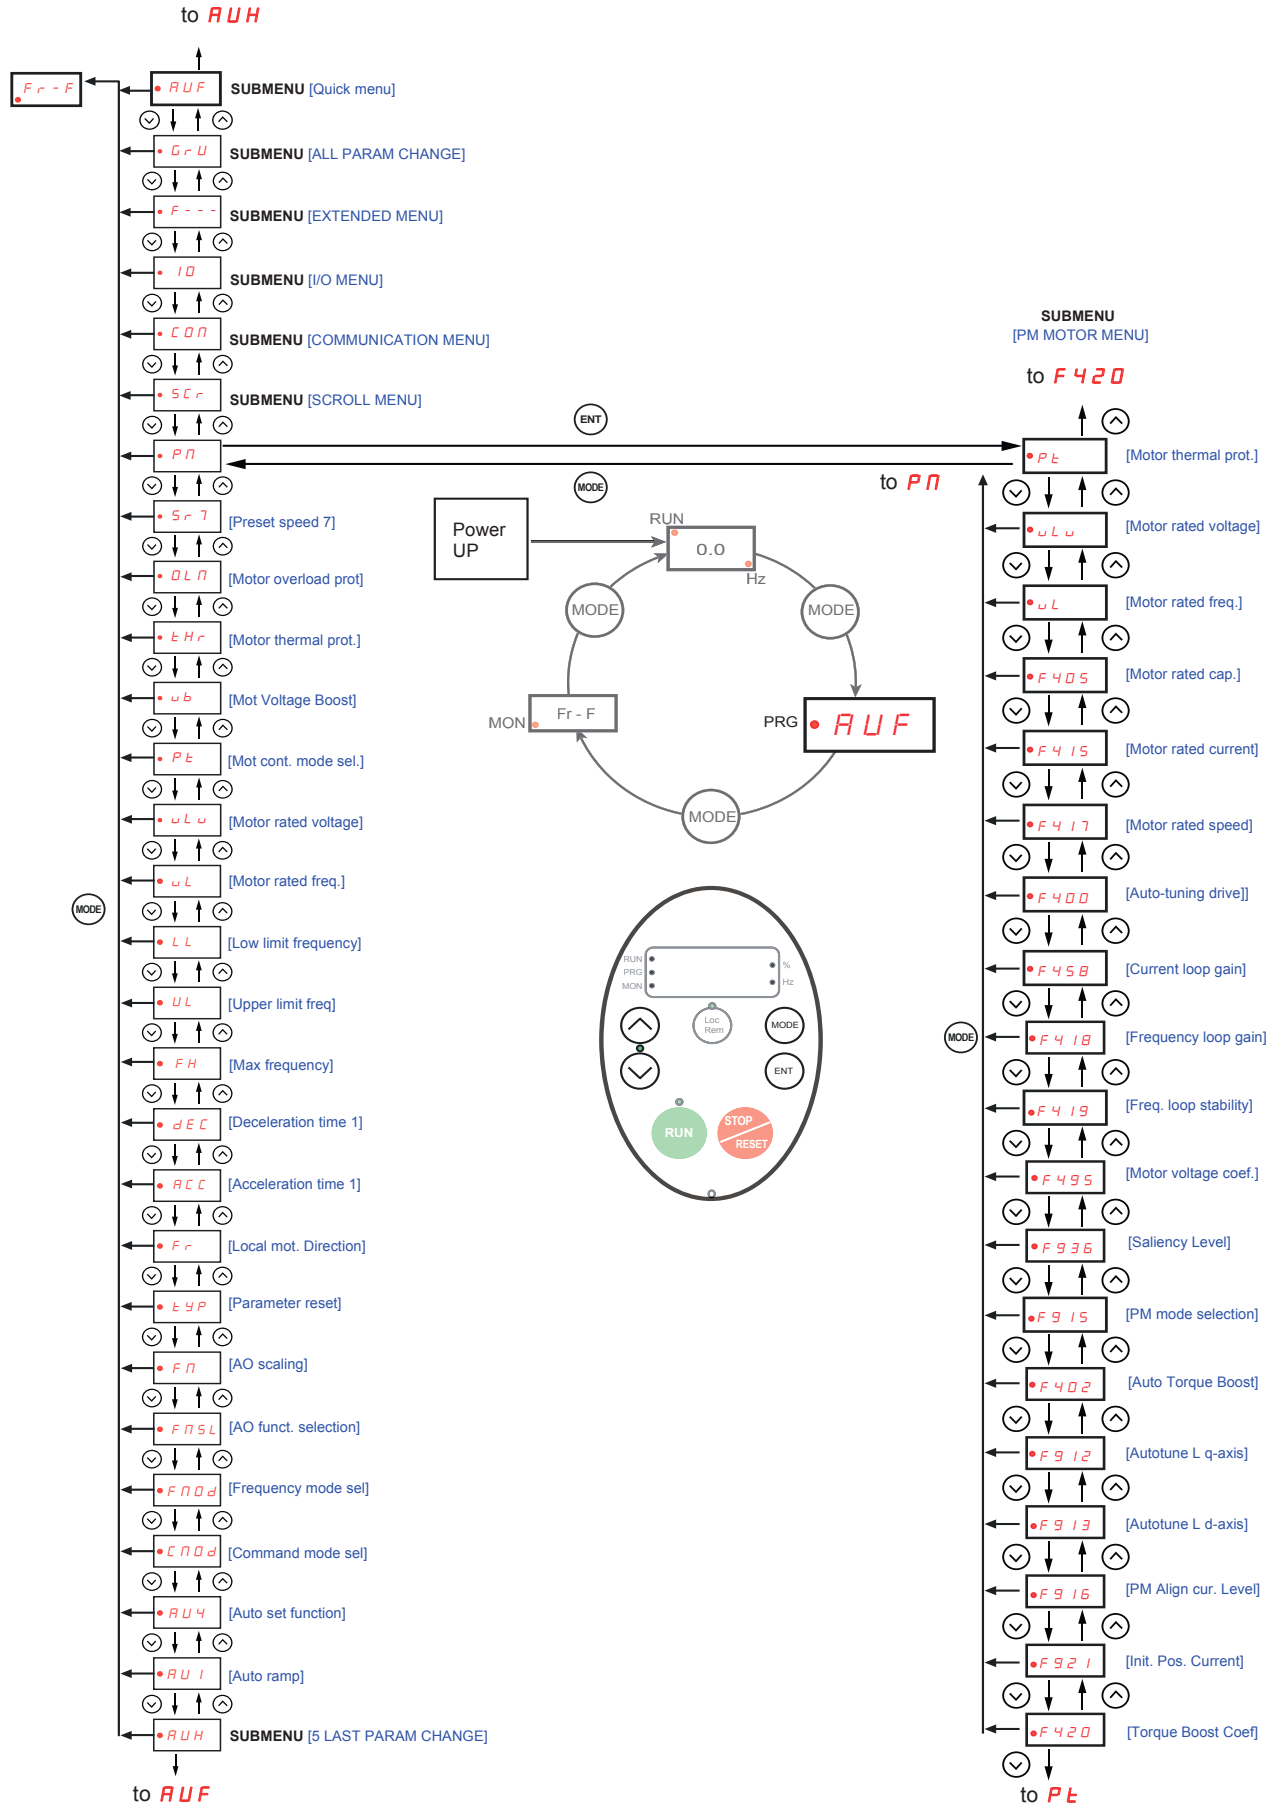 to AUH
Fr-F
AUF SUBMENU [Quick menu]
GrU SUBMENU [ALL PARAM CHANGE]
F--- SUBMENU [EXTENDED MENU]
IO SUBMENU [I/O MENU]
COM SUBMENU [COMMUNICATION MENU]
SCr SUBMENU [SCROLL MENU]
PM
Sr7 [Preset speed 7]
OLM [Motor overload prot]
tHr [Motor thermal prot.]
ub [Mot Voltage Boost]
Pt [Mot cont. mode sel.]
uLu [Motor rated voltage]
uL [Motor rated freq.]
MODE
LL [Low limit frequency]
UL [Upper limit freq]
FH [Max frequency]
dEC [Deceleration time 1]
ACC [Acceleration time 1]
Fr [Local mot. Direction]
tYP [Parameter reset]
FM [AO scaling]
FMSL [AO funct. selection]
FMOd [Frequency mode sel]
CMOd [Command mode sel]
AU4 [Auto set function]
AU1 [Auto ramp]
AUH SUBMENU [5 LAST PARAM CHANGE]
to AUF
ENT
MODE
to PM
Power
UP
RUN
0.0
Hz
MODE
MODE
MON
Fr - F
PRG
AUF
MODE
RUN
PRG
MON
%
Hz
Loc
Rem
MODE
ENT
RUN
STOP
RESET
SUBMENU
[PM MOTOR MENU]
to F420
Pt [Motor thermal prot.]
uLu [Motor rated voltage]
uL [Motor rated freq.]
F405 [Motor rated cap.]
F415 [Motor rated current]
F417 [Motor rated speed]
F400 [Auto-tuning drive]]
F458 [Current loop gain]
MODE
F418 [Frequency loop gain]
F419 [Freq. loop stability]
F495 [Motor voltage coef.]
F936 [Saliency Level]
F915 [PM mode selection]
F402 [Auto Torque Boost]
F912 [Autotune L q-axis]
F913 [Autotune L d-axis]
F916 [PM Align cur. Level]
F921 [Init. Pos. Current]
F420 [Torque Boost Coef]
to Pt